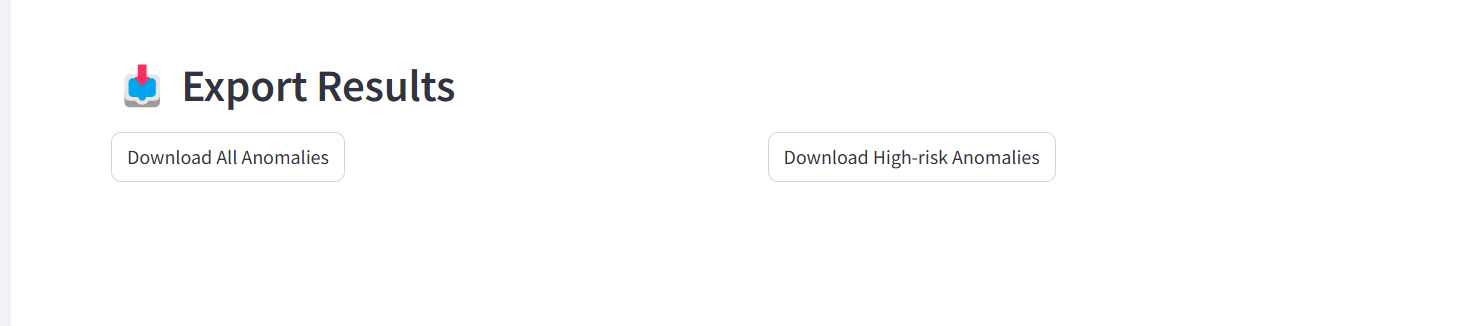 Export Results
Download All Anomalies
Download High-risk Anomalies